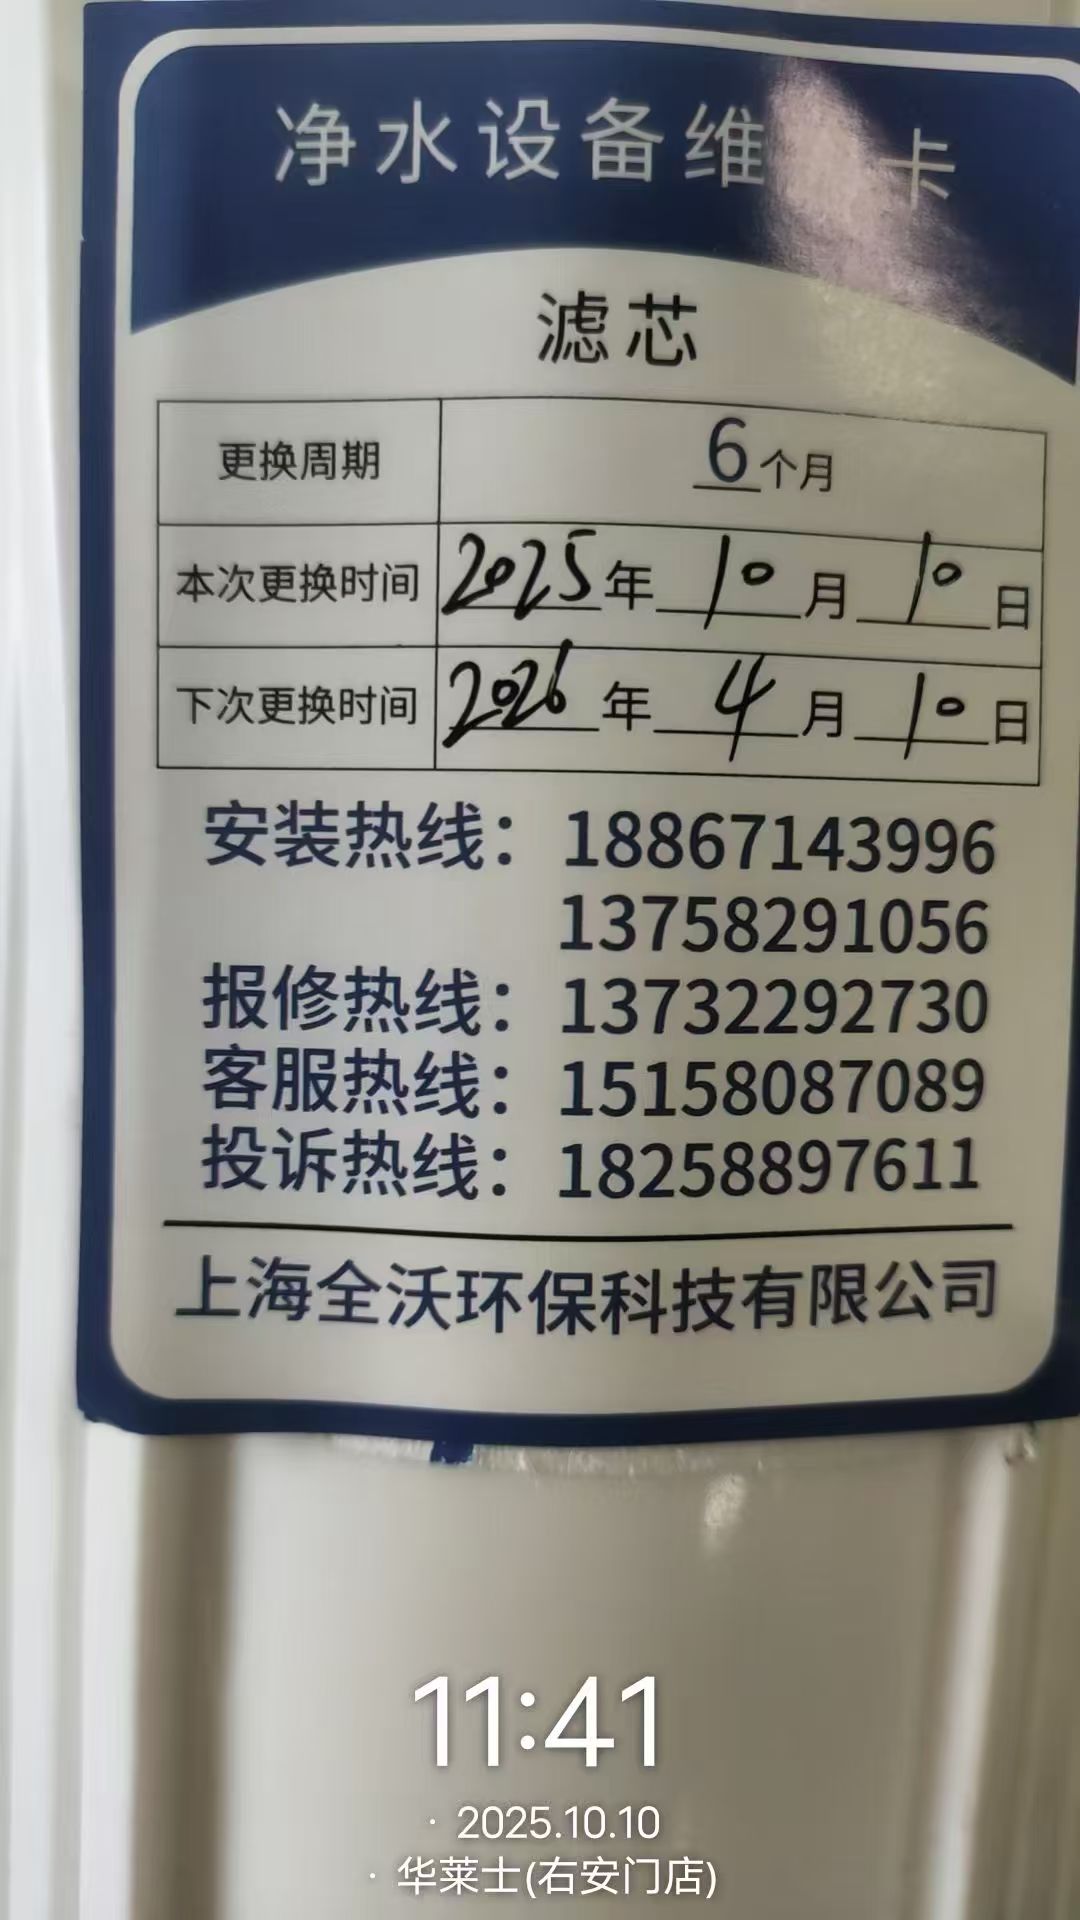 净水设备维 卡
滤芯
更换周期 6个月
本次更换时间 2025年10月10日
下次更换时间 2026年4月10日
安装热线：18867143996
13758291056
报修热线：13732292730
客服热线：15158087089
投诉热线：18258897611
上海全沃环保科技有限公司
11:41
· 2025.10.10
· 华莱士(右安门店)